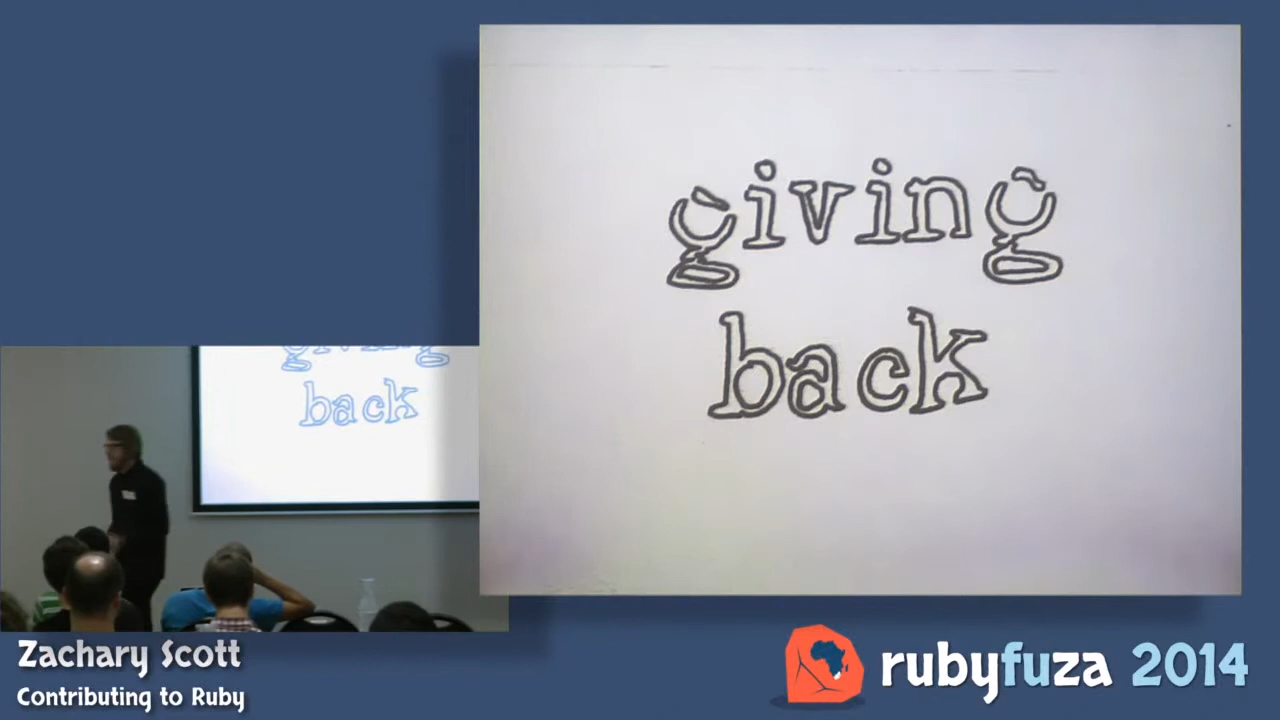 giving
back
giving
back
Zachary Scott
Contributing to Ruby
rubyfuza 2014